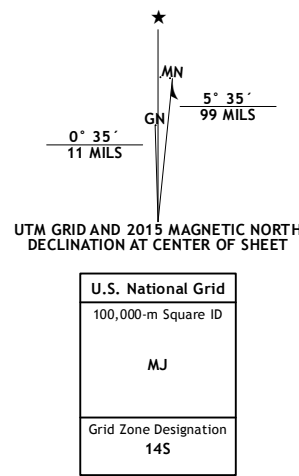 MN
GN
5° 35´
99 MILS
0° 35´
11 MILS
UTM GRID AND 2015 MAGNETIC NORTH
DECLINATION AT CENTER OF SHEET
U.S. National Grid
100,000-m Square ID
MJ
Grid Zone Designation
14S